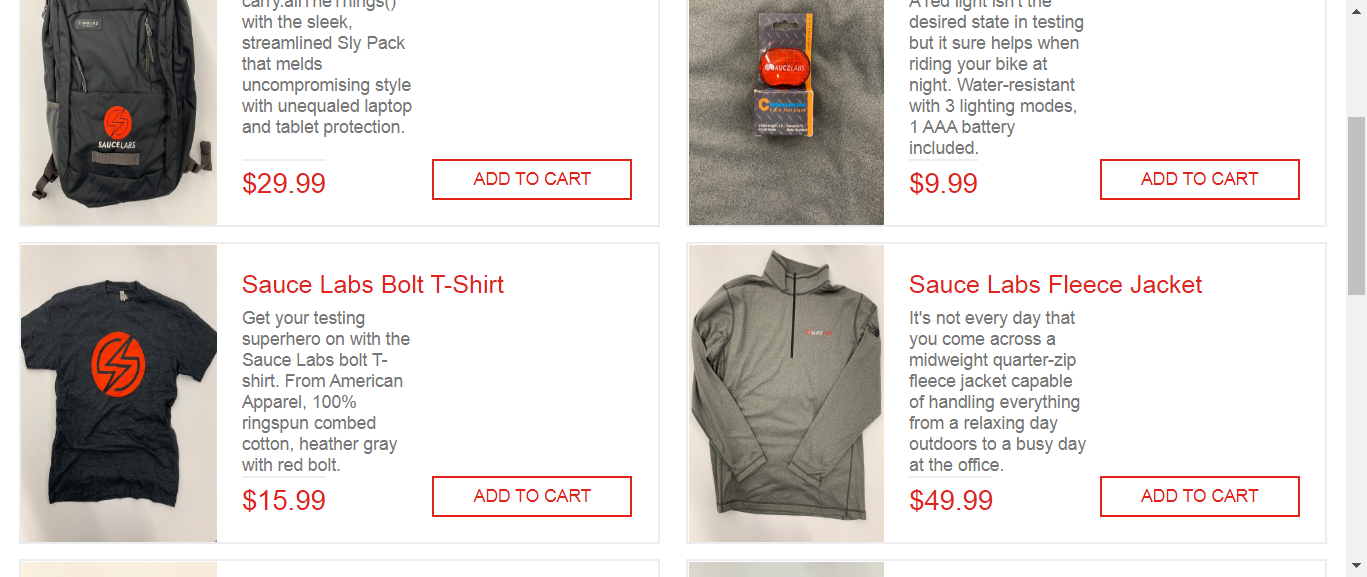 carry.allTheThings()
with the sleek,
streamlined Sly Pack
that melds
uncompromising style
with unequaled laptop
and tablet protection.
$29.99
ADD TO CART
TIMBUK2
SAUCELABS
A red light isn't the
desired state in testing
but it sure helps when
riding your bike at
night. Water-resistant
with 3 lighting modes,
1 AAA battery
included.
$9.99
ADD TO CART
SAUCELABS
Sauce Labs Bolt T-Shirt
Get your testing
superhero on with the
Sauce Labs bolt T-
shirt. From American
Apparel, 100%
ringspun combed
cotton, heather gray
with red bolt.
$15.99
ADD TO CART
Sauce Labs Fleece Jacket
It's not every day that
you come across a
midweight quarter-zip
fleece jacket capable
of handling everything
from a relaxing day
outdoors to a busy day
at the office.
$49.99
ADD TO CART